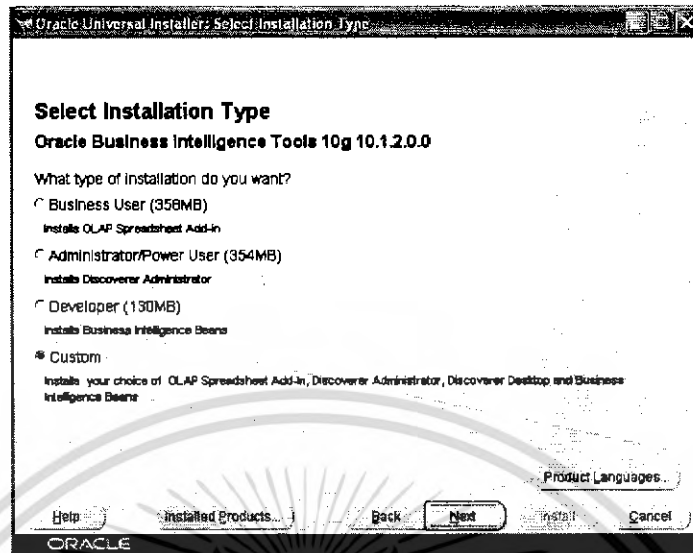 Oracle Universal Installer: Select Installation Type
Select Installation Type
Oracle Business Intelligence Tools 10g 10.1.2.0.0
What type of installation do you want?
Business User (358MB)
Installs OLAP Spreadsheet Add-in
Administrator/Power User (354MB)
Installs Discoverer Administrator
Developer (130MB)
Installs Business Intelligence Beans
Custom
Installs your choice of OLAP Spreadsheet Add-in, Discoverer Administrator, Discoverer Desktop and Business
Intelligence Beans
Product Languages...
Help Installed Products... Back Next Install Cancel
ORACLE